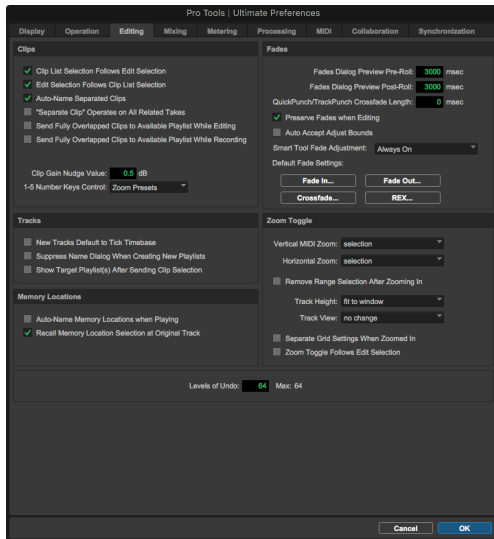 Pro Tools | Ultimate Preferences
Display Operation Editing Mixing Metering Processing MIDI Collaboration Synchronization
Clips
Clip List Selection Follows Edit Selection
Edit Selection Follows Clip List Selection
Auto-Name Separated Clips
"Separate Clip" Operates on All Related Takes
Send Fully Overlapped Clips to Available Playlist While Editing
Send Fully Overlapped Clips to Available Playlist While Recording
Clip Gain Nudge Value: 0.5 dB
1-5 Number Keys Control: Zoom Presets
Fades
Fades Dialog Preview Pre-Roll: 3000 msec
Fades Dialog Preview Post-Roll: 3000 msec
QuickPunch/TrackPunch Crossfade Length: 0 msec
Preserve Fades when Editing
Auto Accept Adjust Bounds
Smart Tool Fade Adjustment: Always On
Default Fade Settings:
Fade In... Fade Out...
Crossfade... REX...
Tracks
New Tracks Default to Tick Timebase
Suppress Name Dialog When Creating New Playlists
Show Target Playlist(s) After Sending Clip Selection
Memory Locations
Auto-Name Memory Locations when Playing
Recall Memory Location Selection at Original Track
Zoom Toggle
Vertical MIDI Zoom: selection
Horizontal Zoom: selection
Remove Range Selection After Zooming In
Track Height: fit to window
Track View: no change
Separate Grid Settings When Zoomed In
Zoom Toggle Follows Edit Selection
Levels of Undo: 64 Max: 64
Cancel OK